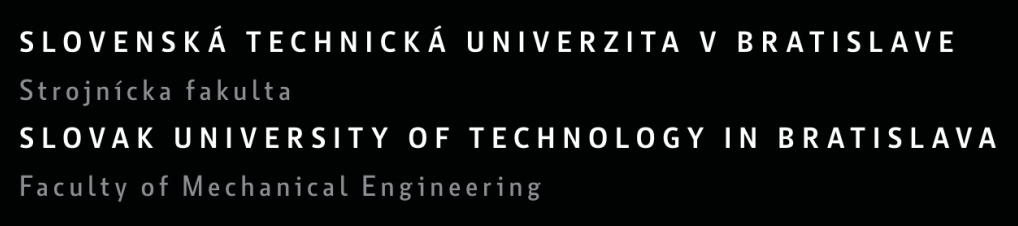 SLOVENSKÁ TECHNICKÁ UNIVERZITA V BRATISLAVE
Strojnícka fakulta
SLOVAK UNIVERSITY OF TECHNOLOGY IN BRATISLAVA
Faculty of Mechanical Engineering